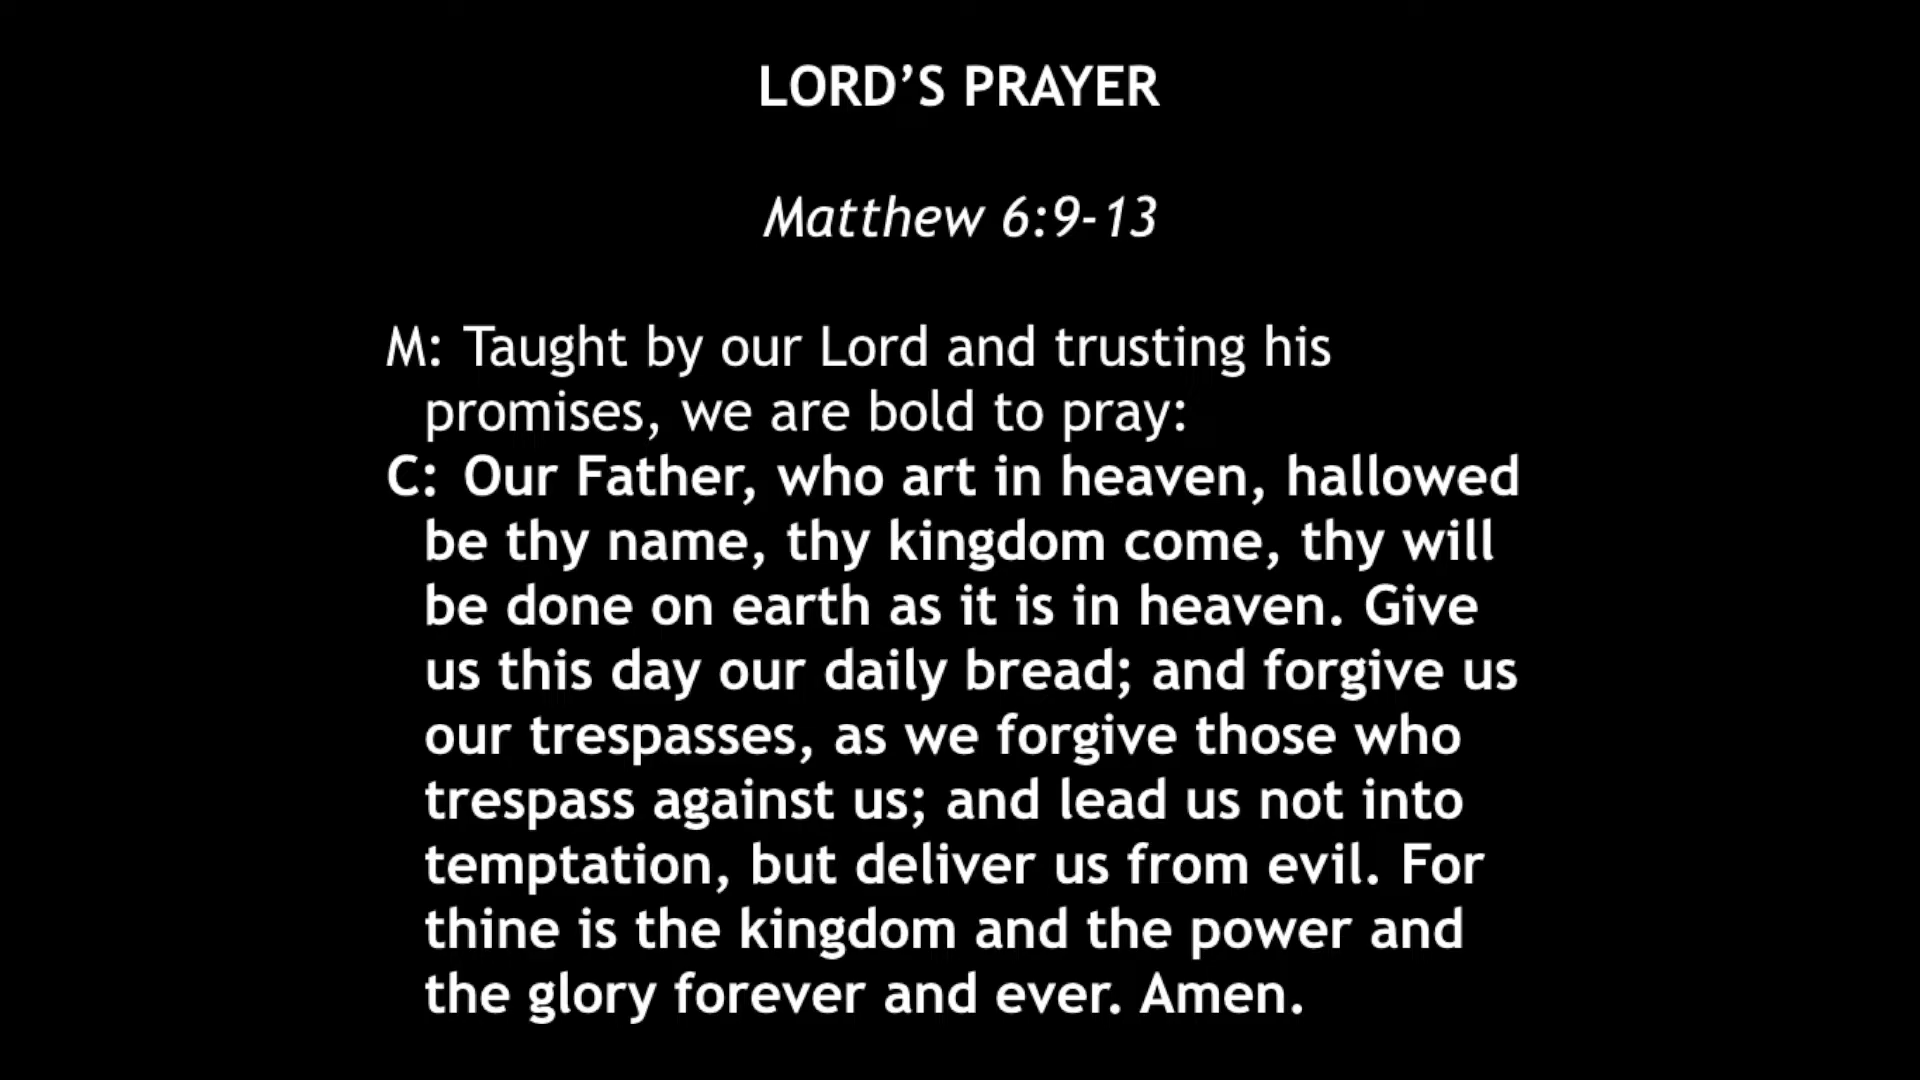 LORD’S PRAYER
Matthew 6:9-13
M: Taught by our Lord and trusting his
promises, we are bold to pray:
C: Our Father, who art in heaven, hallowed
be thy name, thy kingdom come, thy will
be done on earth as it is in heaven. Give
us this day our daily bread; and forgive us
our trespasses, as we forgive those who
trespass against us; and lead us not into
temptation, but deliver us from evil. For
thine is the kingdom and the power and
the glory forever and ever. Amen.